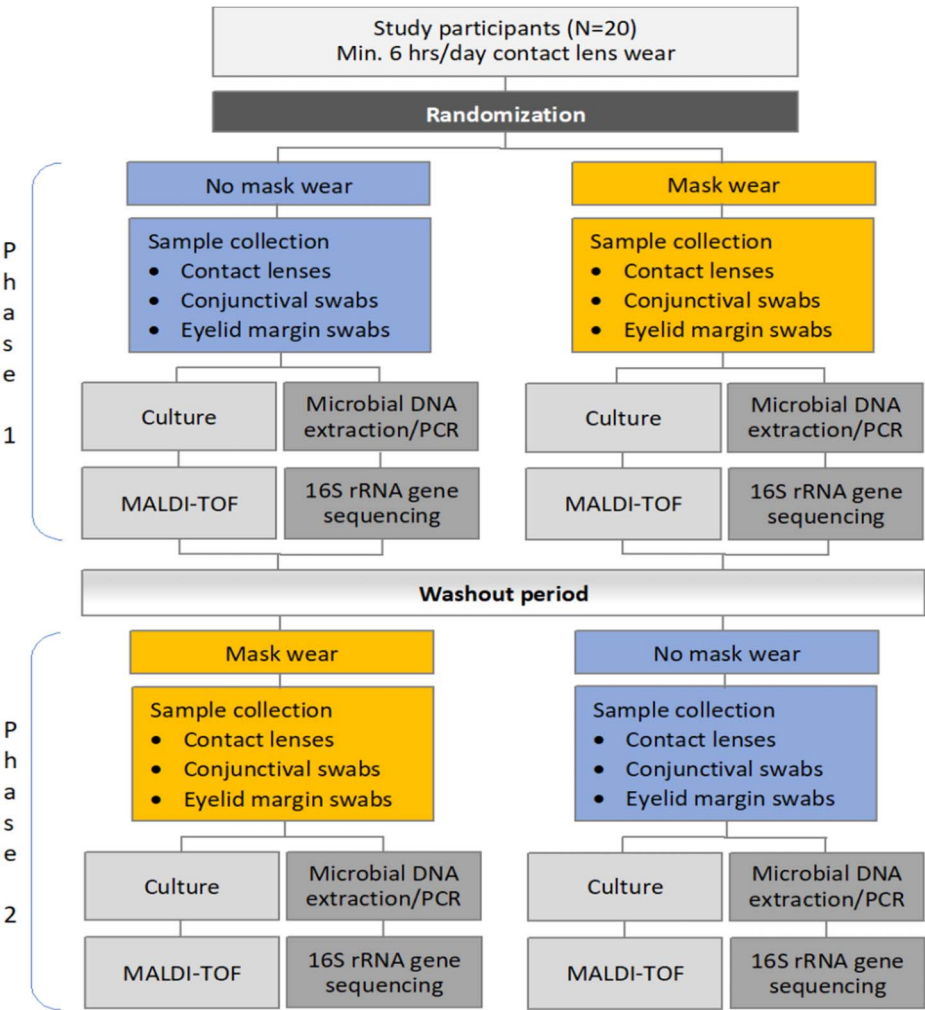 Study participants (N=20)
Min. 6 hrs/day contact lens wear
Randomization
Phase 1
No mask wear
Sample collection
• Contact lenses
• Conjunctival swabs
• Eyelid margin swabs
Culture
Microbial DNA
extraction/PCR
MALDI-TOF
16S rRNA gene
sequencing
Mask wear
Sample collection
• Contact lenses
• Conjunctival swabs
• Eyelid margin swabs
Culture
Microbial DNA
extraction/PCR
MALDI-TOF
16S rRNA gene
sequencing
Washout period
Phase 2
Mask wear
Sample collection
• Contact lenses
• Conjunctival swabs
• Eyelid margin swabs
Culture
Microbial DNA
extraction/PCR
MALDI-TOF
16S rRNA gene
sequencing
No mask wear
Sample collection
• Contact lenses
• Conjunctival swabs
• Eyelid margin swabs
Culture
Microbial DNA
extraction/PCR
MALDI-TOF
16S rRNA gene
sequencing